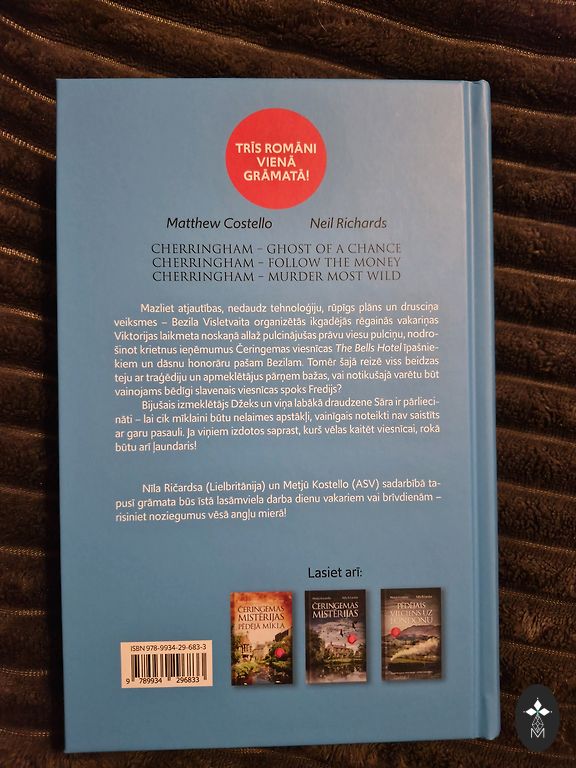 TRĪS ROMĀNI
VIENĀ
GRĀMATĀ!
Matthew Costello Neil Richards
CHERRINGHAM – GHOST OF A CHANCE
CHERRINGHAM – FOLLOW THE MONEY
CHERRINGHAM – MURDER MOST WILD
Mazliet atjautības, nedaudz tehnoloģiju, rūpīgs plāns un drusciņa
veiksmes – Bezila Visletvaita organizētās ikgadējās rēgainās vakariņas
Viktorijas laikmeta noskaņā allaž pulcinājušas prāvu viesu pulciņu, nodro-
šinot krietnus ieņēmumus Čeringemas viesnīcas The Bells Hotel īpašnie-
kiem un dāsnu honorāru pašam Bezilam. Tomēr šajā reizē viss beidzas
teju ar traģēdiju un apmeklētājus pārņem bažas, vai notikušajā varētu būt
vainojams bēdīgi slavenais viesnīcas spoks Fredijs?
Bijušais izmeklētājs Džeks un viņa labākā draudzene Sāra ir pārlieci-
nāti – lai cik mīklaini būtu nelaimes apstākļi, vainīgais noteikti nav saistīts
ar garu pasauli. Ja viņiem izdotos saprast, kurš vēlas kaitēt viesnīcai, rokā
būtu arī ļaundaris!
Nīla Ričardsa (Lielbritānija) un Metjū Kostello (ASV) sadarbībā ta-
pusī grāmata būs īstā lasāmviela darba dienu vakariem vai brīvdienām –
risiniet noziegumus vēsā angļu mierā!
Lasiet arī:
ČERINGEMAS
MISTĒRIJAS
PĒDĒJĀ MĪKLA
ČERINGEMAS
MISTĒRIJAS
PĒDĒJAIS
VILCIENS UZ
LONDONU
ISBN 978-9934-29-683-3
9 789934 296833